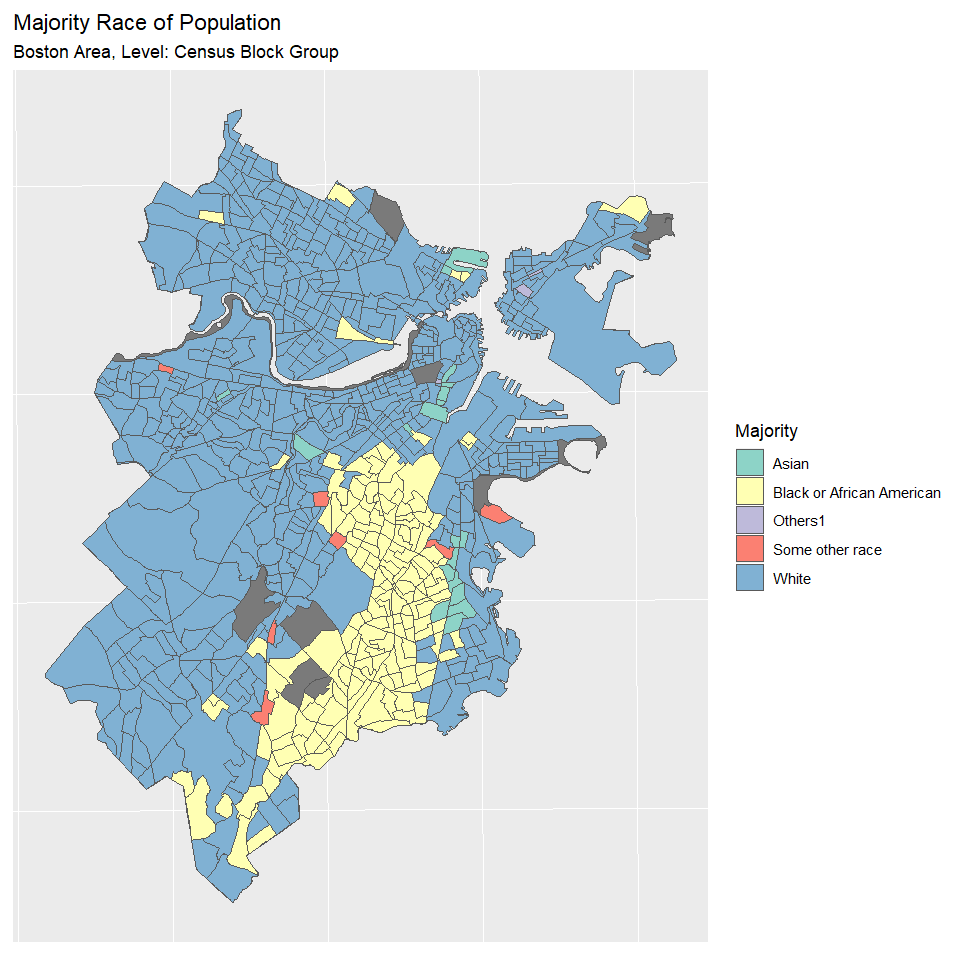 Majority Race of Population
Boston Area, Level: Census Block Group
Majority
Asian
Black or African American
Others1
Some other race
White